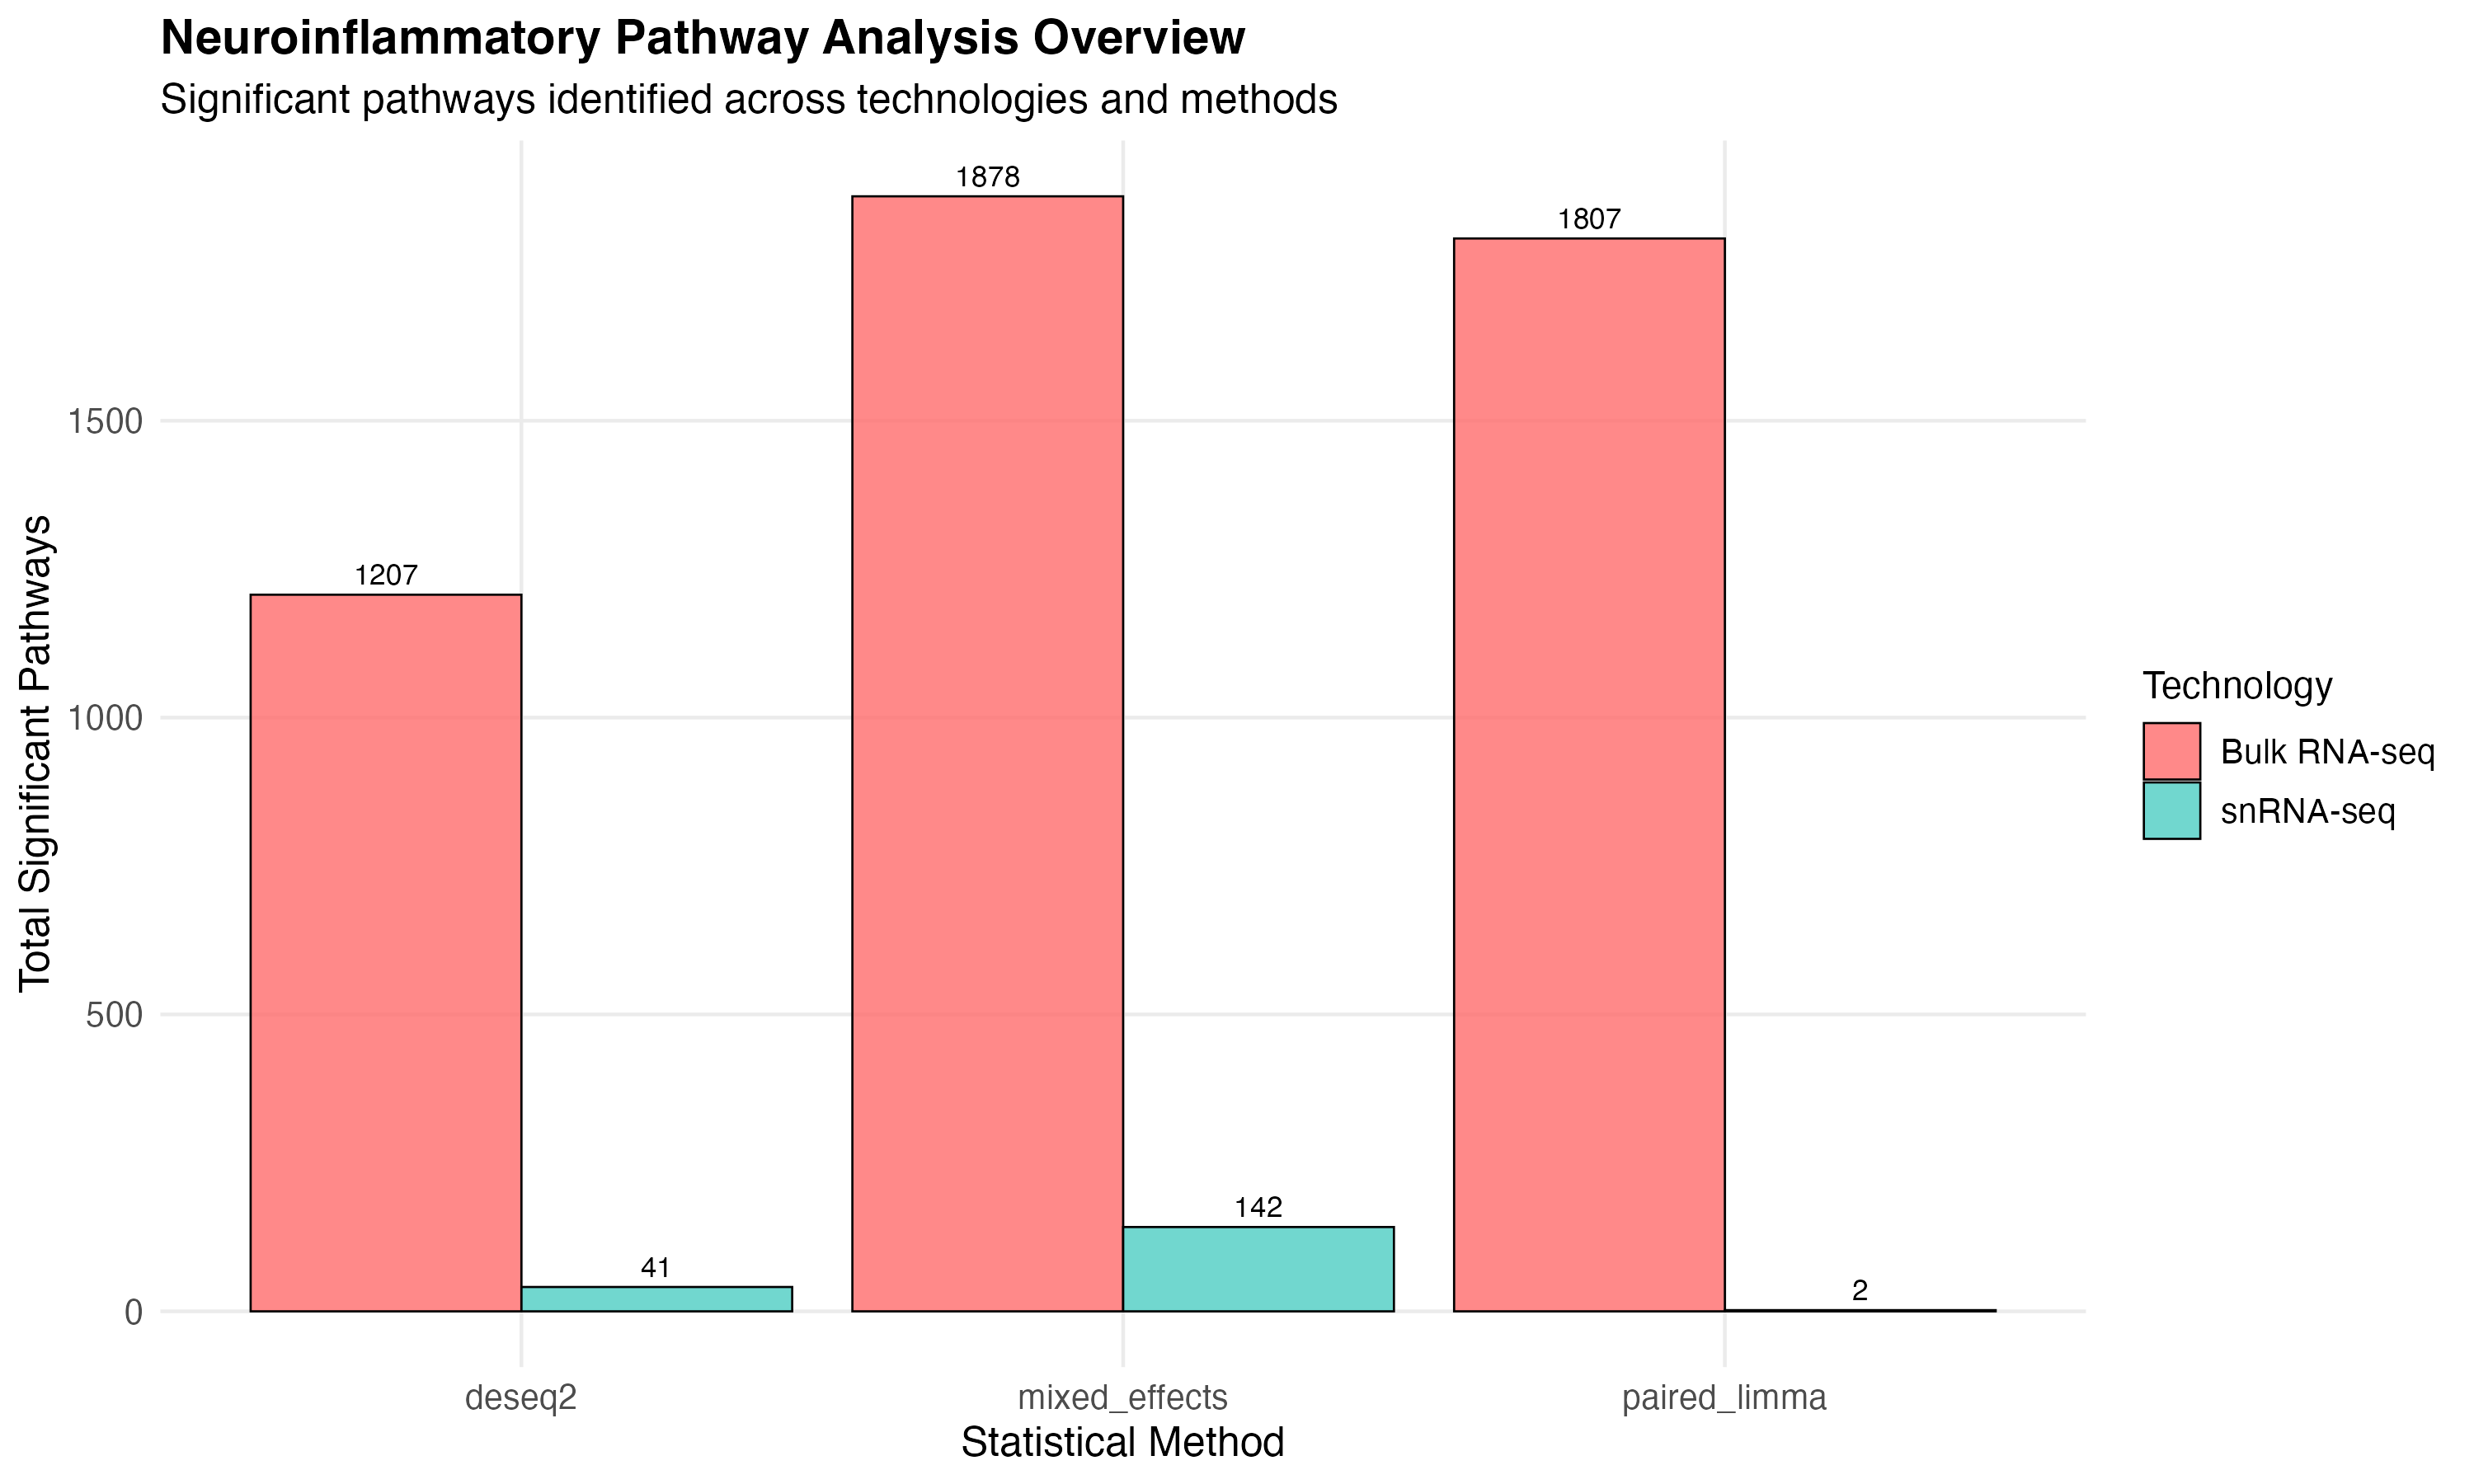 Neuroinflammatory Pathway Analysis Overview
Significant pathways identified across technologies and methods
Total Significant Pathways
1500
1000
500
0
1207
41
1878
142
1807
2
deseq2
mixed_effects
paired_limma
Statistical Method
Technology
Bulk RNA-seq
snRNA-seq